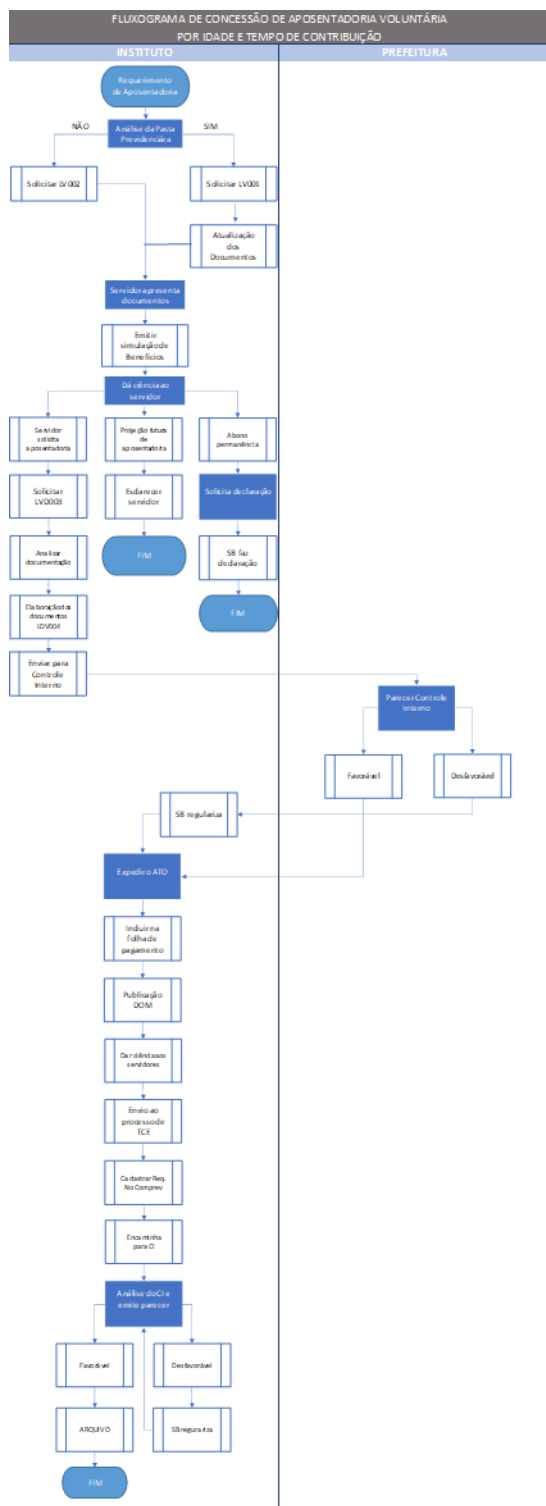 FLUXOGRAMA DE CONCESSÃO DE APOSENTADORIA VOLUNTÁRIA
POR IDADE E TEMPO DE CONTRIBUIÇÃO
INSTITUTO
PREFEITURA
Requerimento
de Aposentadoria
NÃO
Análise da Pasta
Previdenciária
SIM
Solicitar LV002
Solicitar LV001
Atualização
dos
Documentos
Servidor apresenta
documentos
Emitir
simulação de
Benefícios
Dá ciência ao
servidor
Servidor
solicita
aposentadoria
Projeção futura
de
aposentadoria
Abono
permanência
Solicitar
LVD003
Esclarecer
servidor
Solicita declaração
Analisar
documentação
FIM
SB faz
declaração
Elaboração dos
documentos
LDV004
FIM
Enviar para
Controle
Interno
Parecer Controle
Interno
Favorável
Desfavorável
SB regulariza
Expedir o ATO
Incluir na
folha de
pagamento
Publicação
DOM
Dar ciência aos
servidores
Envio ao
processo de
TCE
Cadastrar Req.
No Comprev
Encaminha
para CI
Análise do CI e
emite parecer
Favorável
Desfavorável
ARQUIVO
SB regurariza
FIM